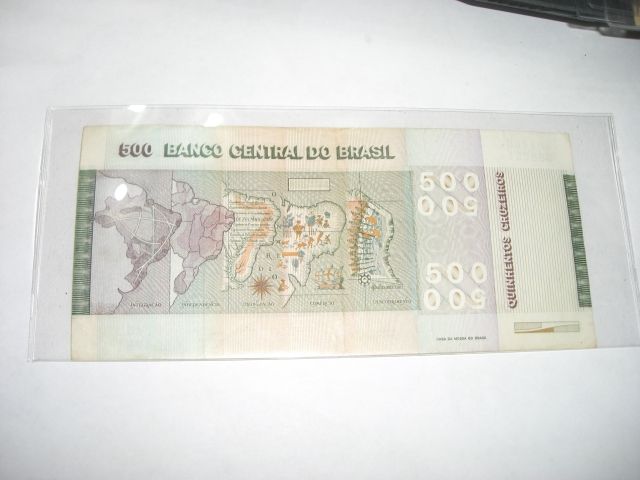 500 BANCO CENTRAL DO BRASIL
500
500
500
500
QUINHENTOS CRUZEIROS
INTEGRAÇÃO
INDEPENDÊNCIA
COMÉRCIO
DESCOBRIMENTO
CASA DA MOEDA DO BRASIL